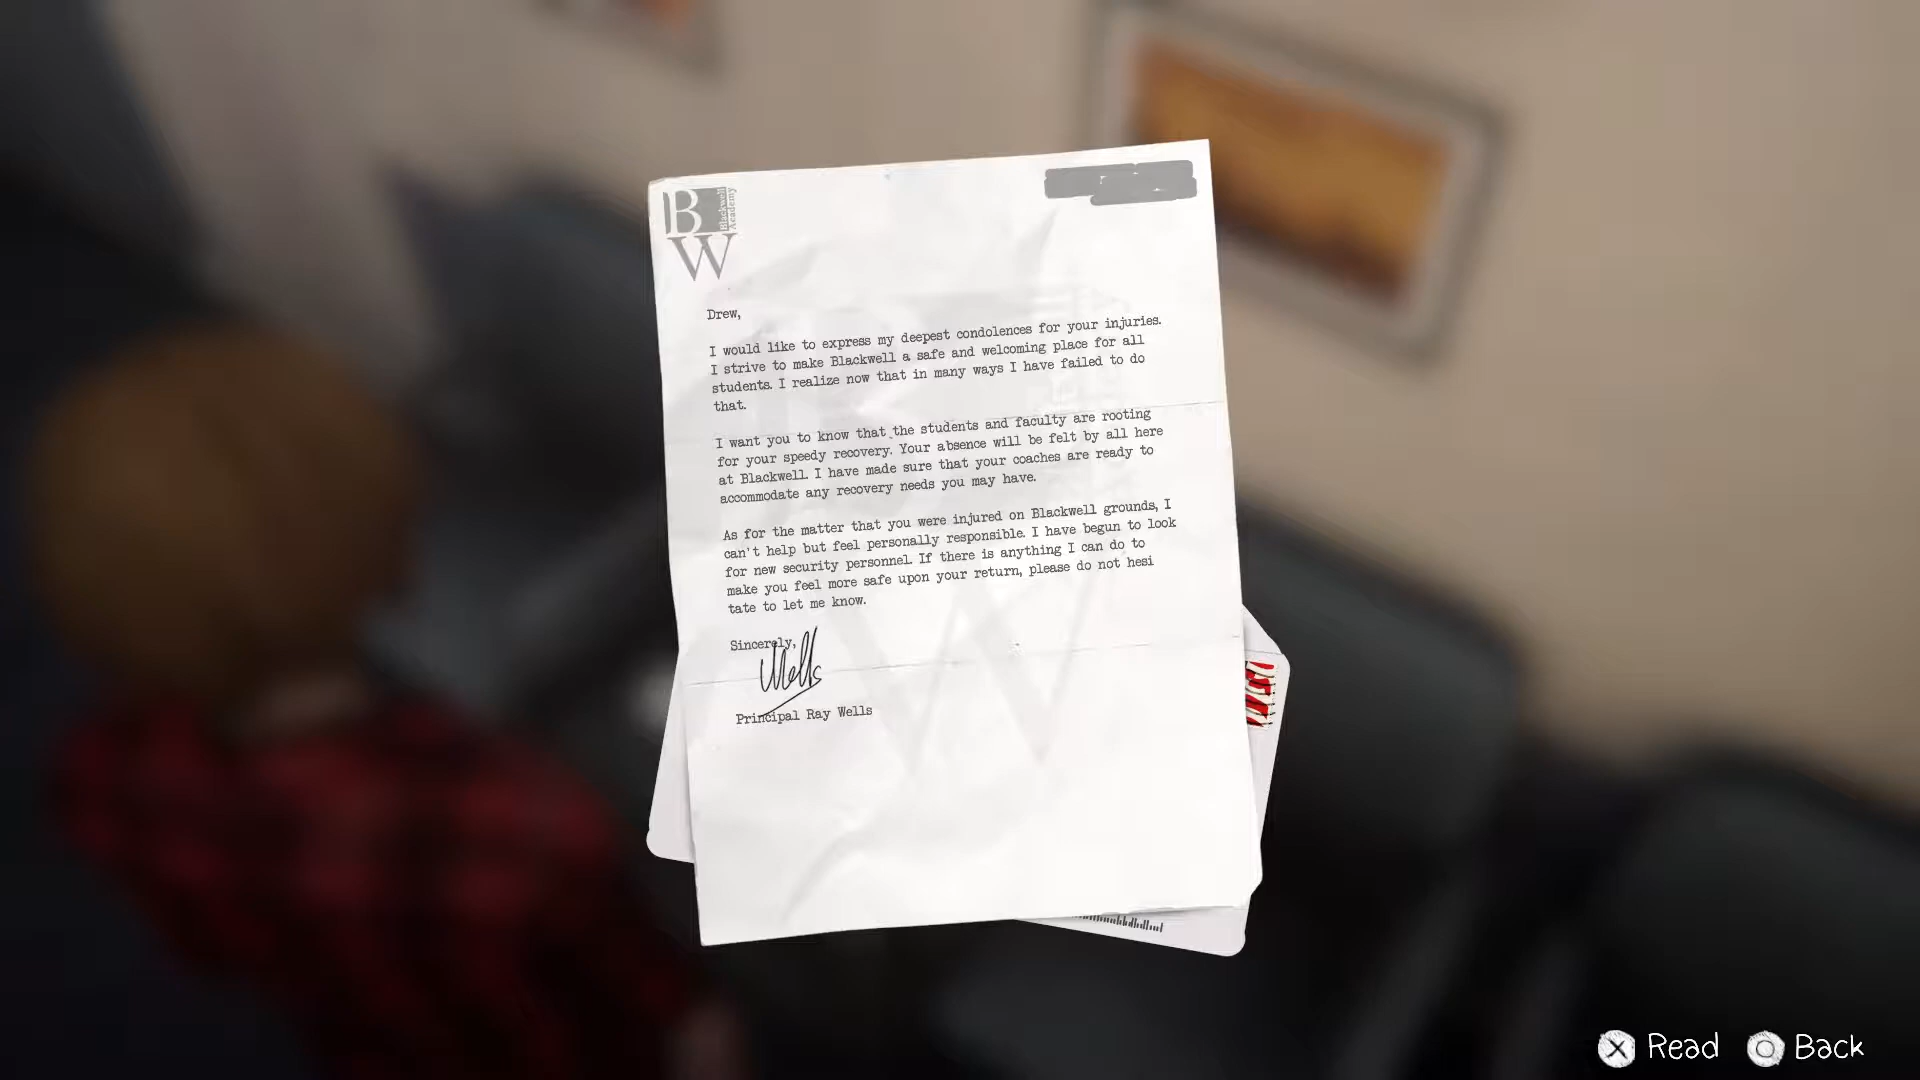 B
Blackwell
Academy
W
Drew,
I would like to express my deepest condolences for your injuries.
I strive to make Blackwell a safe and welcoming place for all
students. I realize now that in many ways I have failed to do
that.
I want you to know that the students and faculty are rooting
for your speedy recovery. Your absence will be felt by all here
at Blackwell. I have made sure that your coaches are ready to
accommodate any recovery needs you may have.
As for the matter that you were injured on Blackwell grounds, I
can't help but feel personally responsible. I have begun to look
for new security personnel. If there is anything I can do to
make you feel more safe upon your return, please do not hesi
tate to let me know.
Sincerely,
Wells
Principal Ray Wells
Read
Back